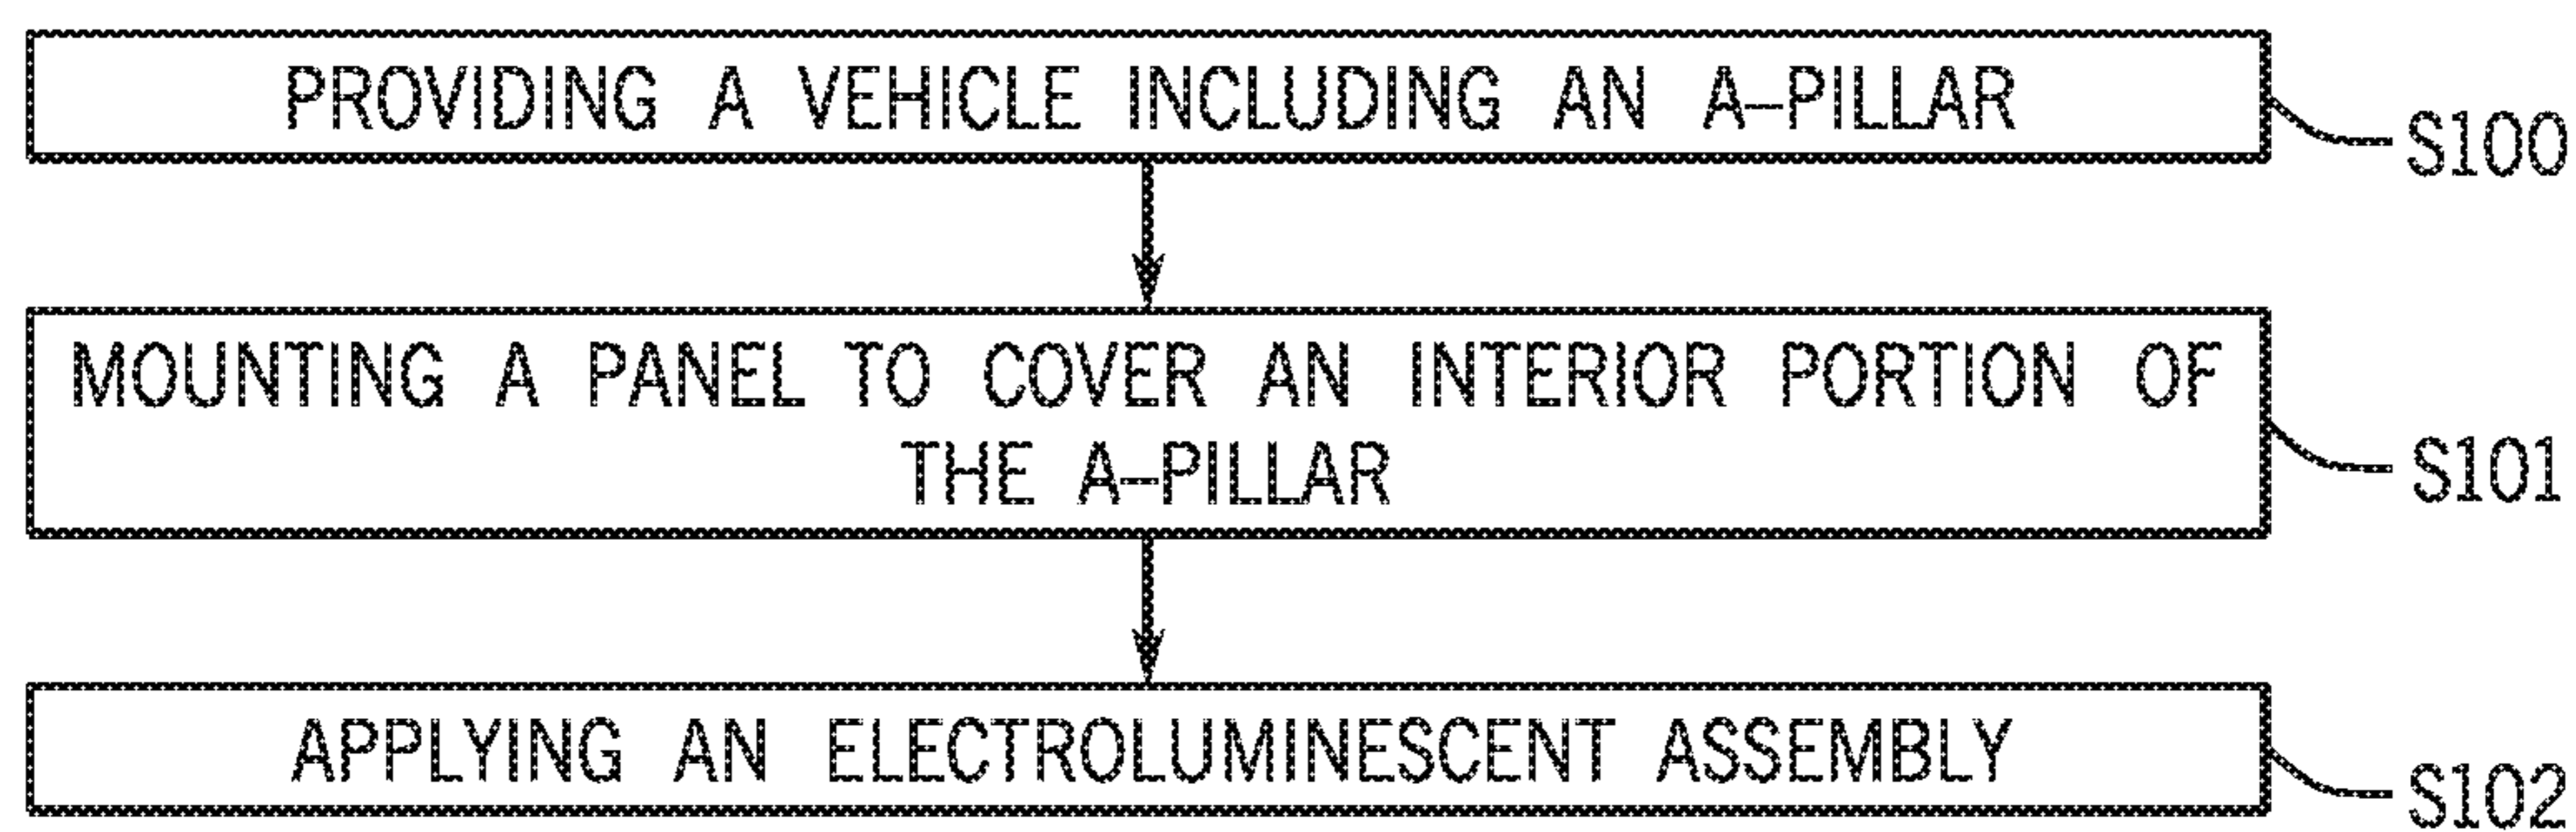 PROVIDING A VEHICLE INCLUDING AN A-PILLAR
S100
MOUNTING A PANEL TO COVER AN INTERIOR PORTION OF
THE A-PILLAR
S101
APPLYING AN ELECTROLUMINESCENT ASSEMBLY
S102